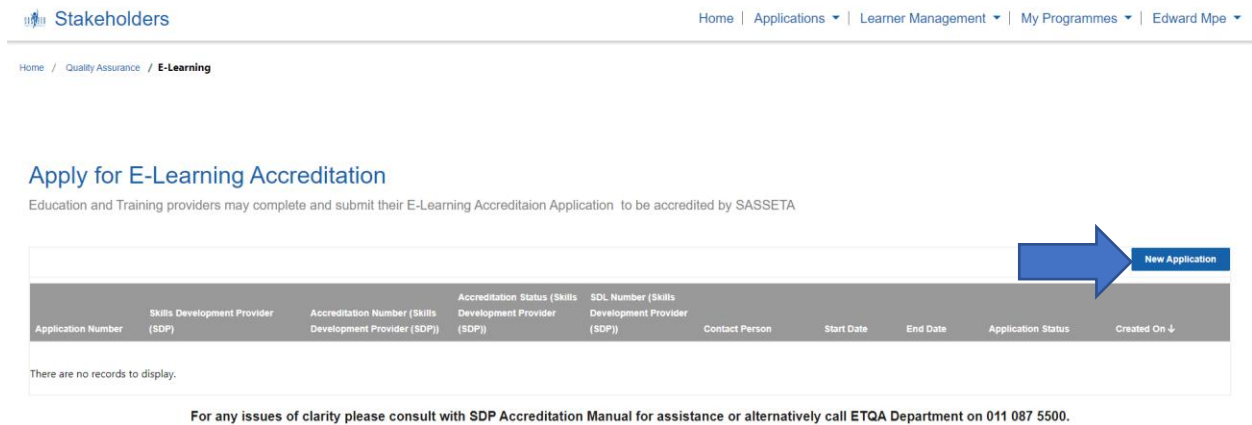 Stakeholders
Home | Applications | Learner Management | My Programmes | Edward Mpe
Home / Quality Assurance / E-Learning
Apply for E-Learning Accreditation
Education and Training providers may complete and submit their E-Learning Accreditaion Application to be accredited by SASSETA
New Application
Application Number
Skills Development Provider
(SDP)
Accreditation Number (Skills
Development Provider (SDP))
Accreditation Status (Skills
Development Provider
(SDP))
SDL Number (Skills
Development Provider
(SDP))
Contact Person
Start Date
End Date
Application Status
Created On ↓
There are no records to display.
For any issues of clarity please consult with SDP Accreditation Manual for assistance or alternatively call ETQA Department on 011 087 5500.